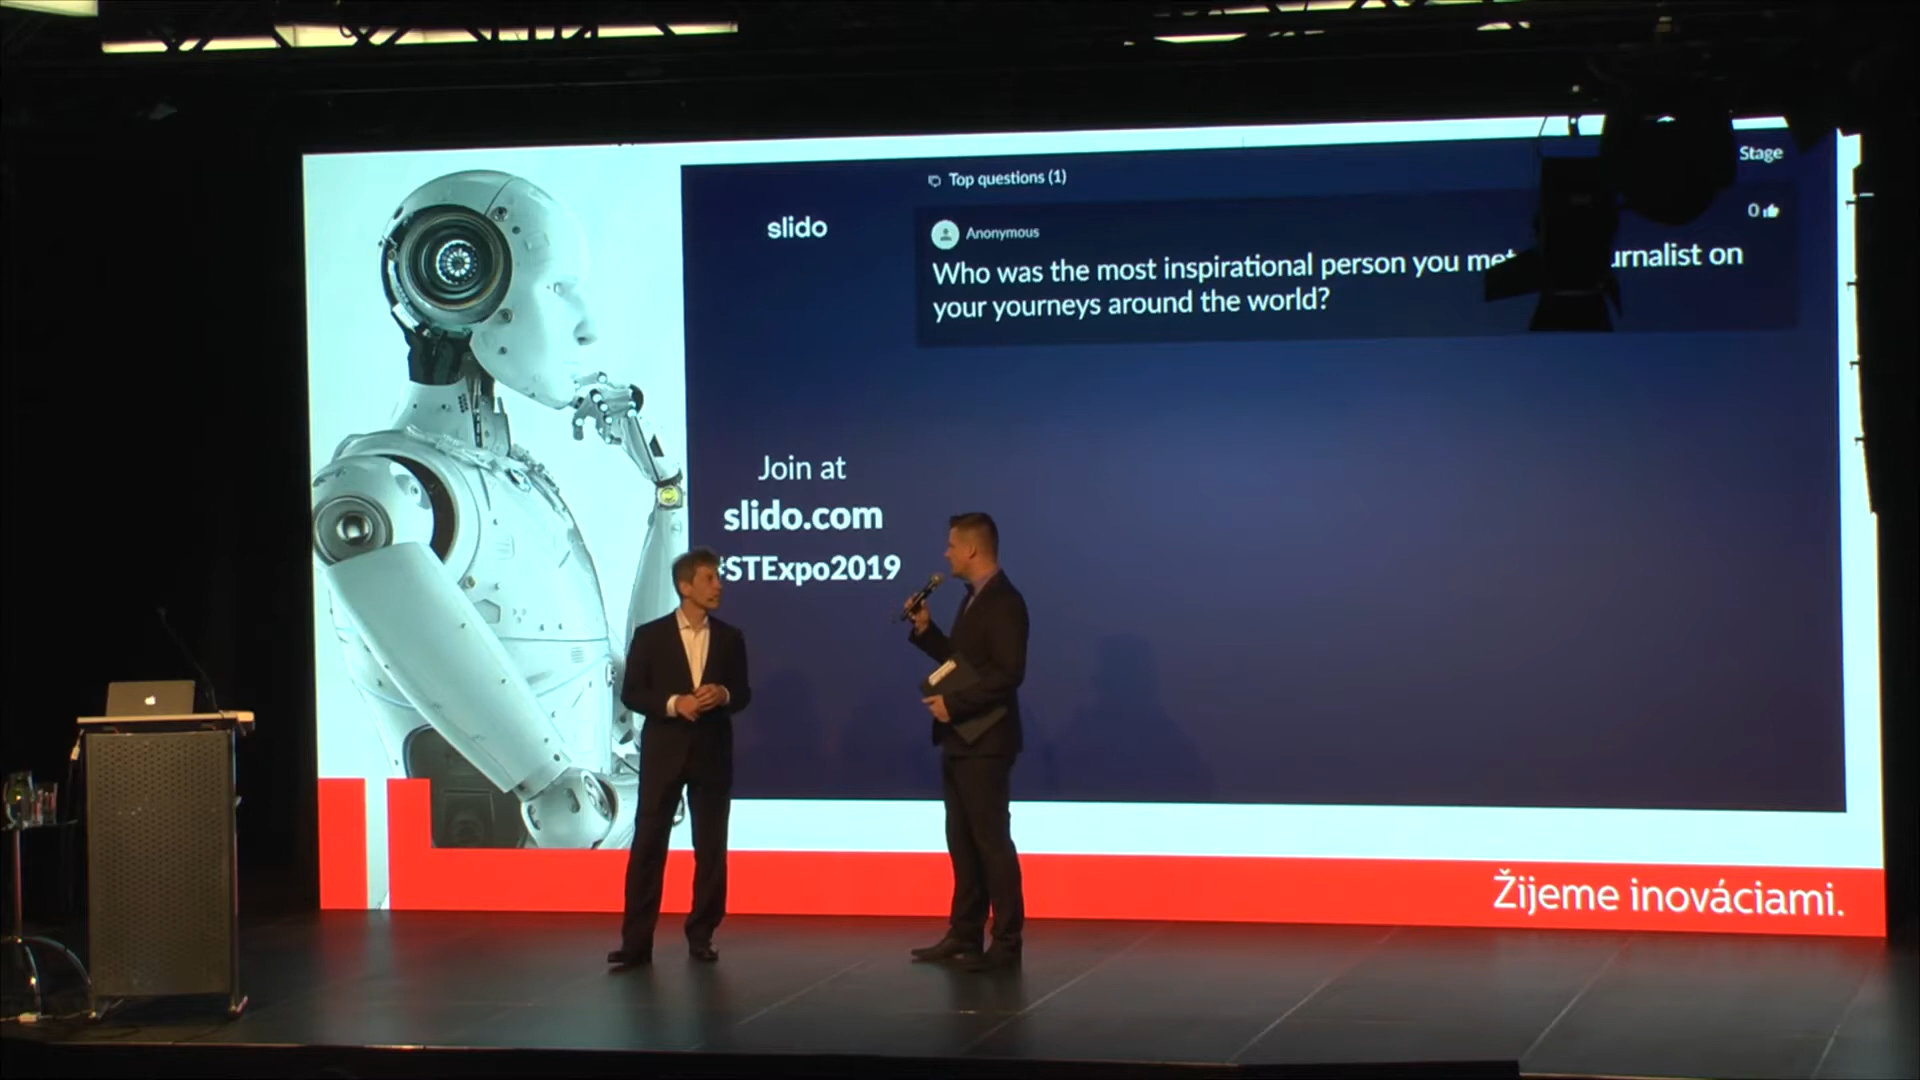 Top questions (1)
Stage
slido
0
Anonymous
Who was the most inspirational person you met urnalist on
your yourneys around the world?
Join at
slido.com
#STExpo2019
Žijeme inováciami.